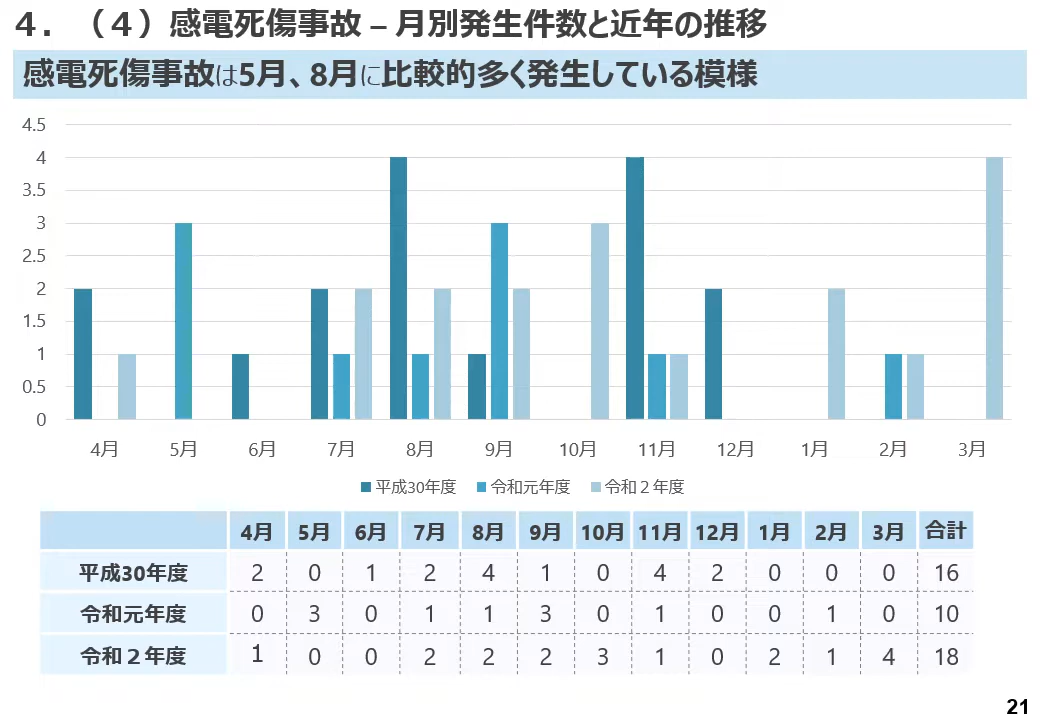 ４．（４）感電死傷事故 – 月別発生件数と近年の推移
感電死傷事故は5月、8月に比較的多く発生している模様
4.5
4
3.5
3
2.5
2
1.5
1
0.5
0
4月 5月 6月 7月 8月 9月 10月 11月 12月 1月 2月 3月
平成30年度 令和元年度 令和２年度
4月 5月 6月 7月 8月 9月 10月 11月 12月 1月 2月 3月 合計
平成30年度 2 0 1 2 4 1 0 4 2 0 0 0 16
令和元年度 0 3 0 1 1 3 0 1 0 0 1 0 10
令和２年度 1 0 0 2 2 2 3 1 0 2 1 4 18
21